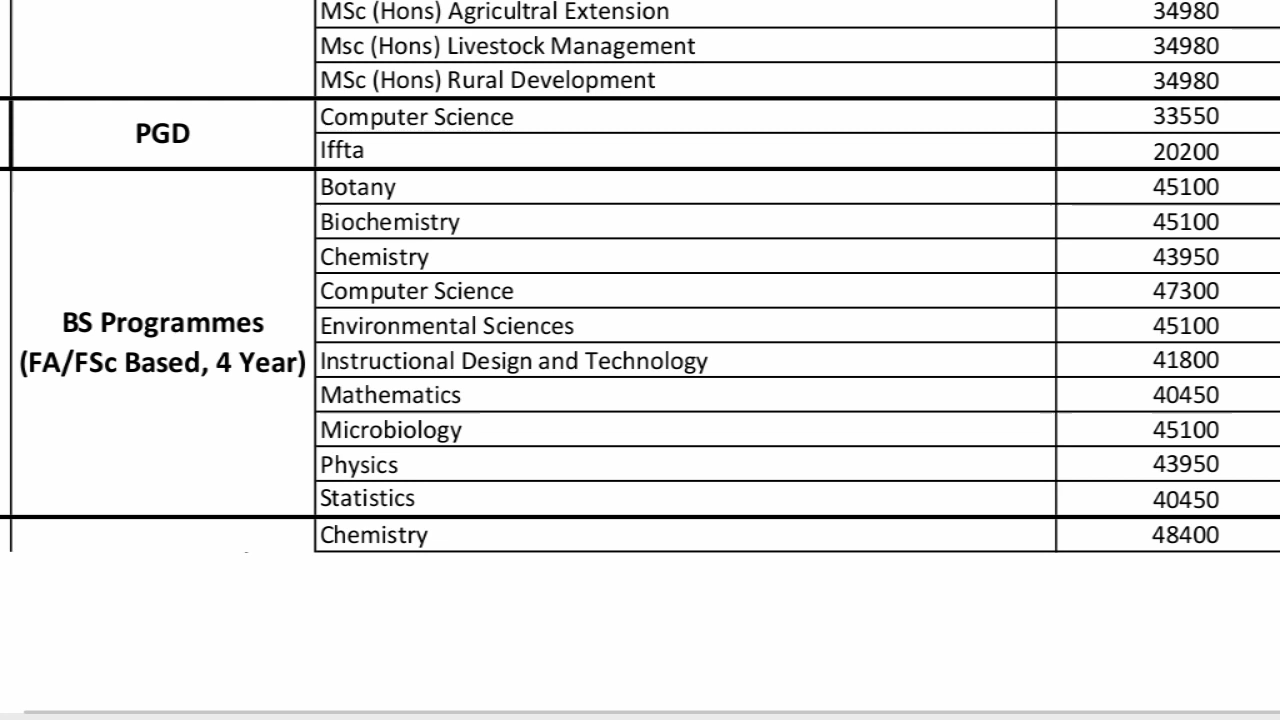 MSc (Hons) Agricultral Extension 34980
Msc (Hons) Livestock Management 34980
MSc (Hons) Rural Development 34980
PGD
Computer Science 33550
Iffta 20200
BS Programmes
(FA/FSc Based, 4 Year)
Botany 45100
Biochemistry 45100
Chemistry 43950
Computer Science 47300
Environmental Sciences 45100
Instructional Design and Technology 41800
Mathematics 40450
Microbiology 45100
Physics 43950
Statistics 40450
Chemistry 48400